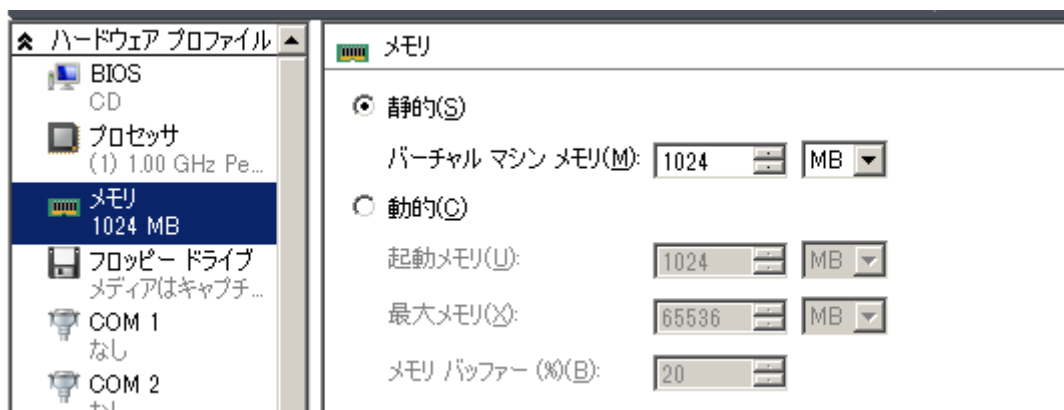 ハードウェア プロファイル
BIOS
CD
プロセッサ
(1) 1.00 GHz Pe...
メモリ
1024 MB
フロッピー ドライブ
メディアはキャプチ...
COM 1
なし
COM 2
メモリ
静的(S)
バーチャル マシン メモリ(M): 1024 MB
動的(C)
起動メモリ(U): 1024 MB
最大メモリ(X): 65536 MB
メモリ バッファー (%)(B): 20